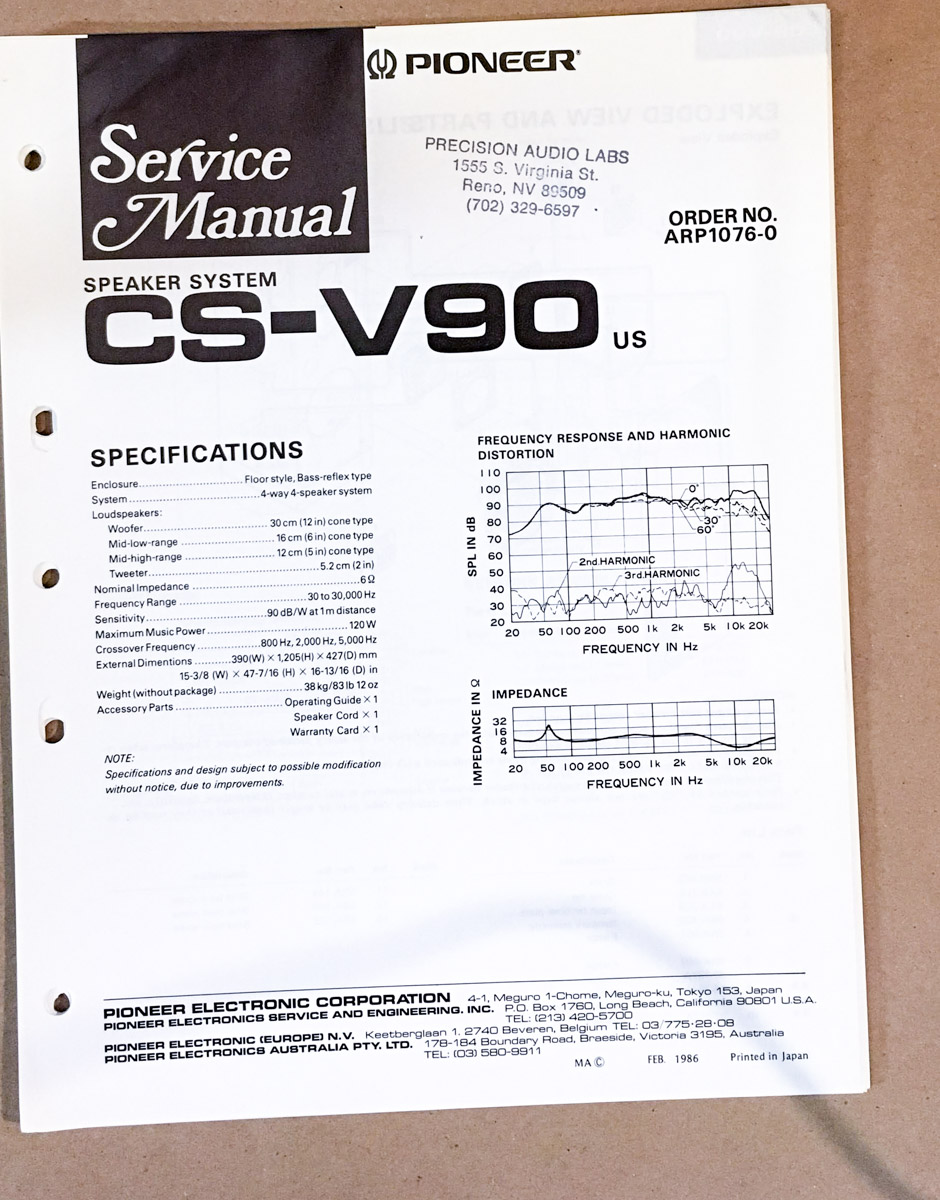 PIONEER®
Service
Manual
PRECISION AUDIO LABS
1555 S. Virginia St.
Reno, NV 89509
(702) 329-6597
ORDER NO.
ARP1076-0
SPEAKER SYSTEM
CS-V90 US
SPECIFICATIONS
Enclosure............................Floor style, Bass-reflex type
System....................................4-way 4-speaker system
Loudspeakers:
Woofer..................................30 cm (12 in) cone type
Mid-low-range .........................16 cm (6 in) cone type
Mid-high-range ........................12 cm (5 in) cone type
Tweeter..............................................5.2 cm (2 in)
Nominal Impedance .............................................6Ω
Frequency Range .........................................30 to 30,000 Hz
Sensitivity................................90 dB/W at 1 m distance
Maximum Music Power......................................120 W
Crossover Frequency ................800 Hz, 2,000 Hz, 5,000 Hz
External Dimentions ..........390(W) × 1,205(H) × 427(D) mm
15-3/8 (W) × 47-7/16 (H) × 16-13/16 (D) in
Weight (without package) ......................38 kg/83 lb 12 oz
Accessory Parts ..............................Operating Guide × 1
Speaker Cord × 1
Warranty Card × 1
NOTE:
Specifications and design subject to possible modification
without notice, due to improvements.
FREQUENCY RESPONSE AND HARMONIC
DISTORTION
SPL IN dB
110
100
90
80
70
60
50
40
30
20
0°
30°
60°
2nd.HARMONIC
3rd.HARMONIC
20 50 100 200 500 1k 2k 5k 10k 20k
FREQUENCY IN Hz
IMPEDANCE
IMPEDANCE IN Ω
32
16
8
4
20 50 100 200 500 1k 2k 5k 10k 20k
FREQUENCY IN Hz
PIONEER ELECTRONIC CORPORATION 4-1, Meguro 1-Chome, Meguro-ku, Tokyo 153, Japan
PIONEER ELECTRONICS SERVICE AND ENGINEERING. INC. P.O. Box 1760, Long Beach, California 90801 U.S.A.
TEL: (213) 420-5700
PIONEER ELECTRONIC (EUROPE) N.V. Keetberglaan 1, 2740 Beveren, Belgium TEL: 03/775·28·08
PIONEER ELECTRONICS AUSTRALIA PTY. LTD. 178-184 Boundary Road, Braeside, Victoria 3195, Australia
TEL: (03) 580-9911
MA © FEB. 1986 Printed in Japan